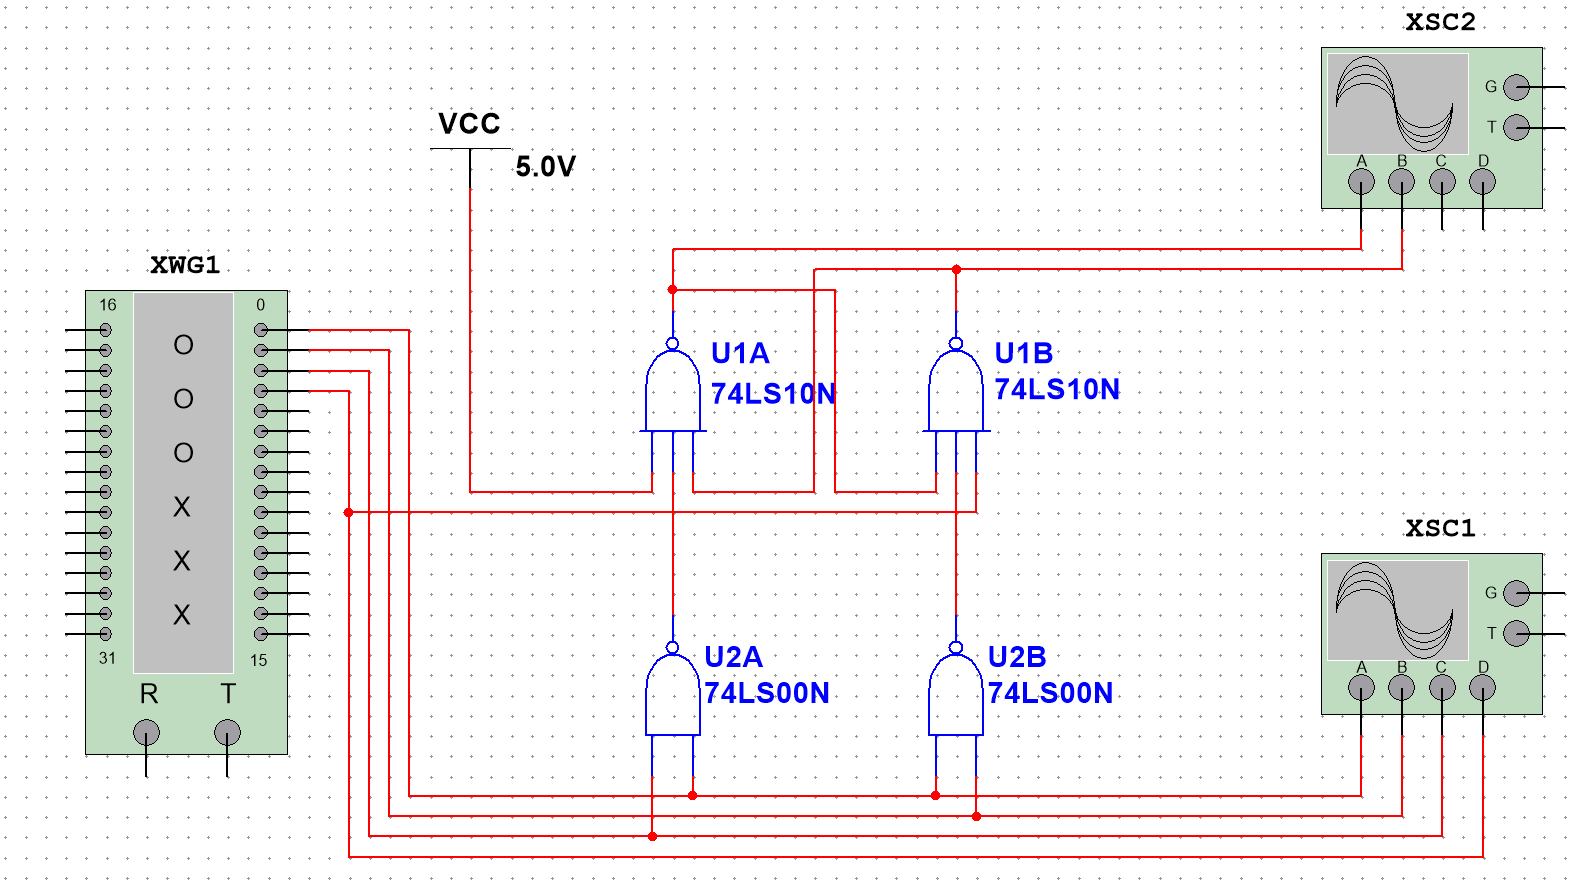 XSC2
G
T
A B C D
VCC
5.0V
XWG1
16 0
O
O
O
X
X
X
31 15
R T
U1A
74LS10N
U1B
74LS10N
XSC1
G
T
A B C D
U2A
74LS00N
U2B
74LS00N